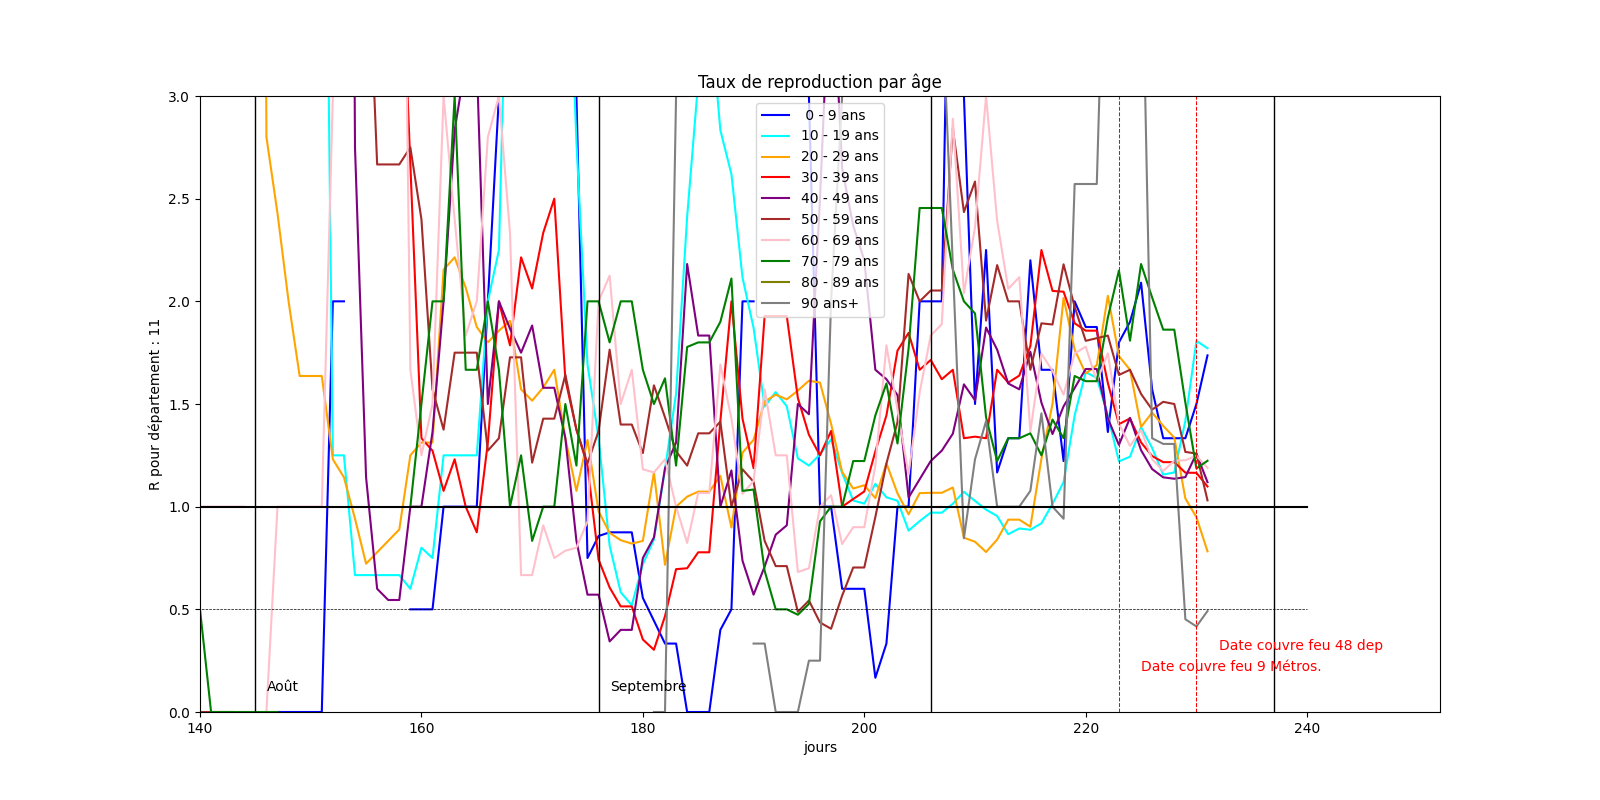 Taux de reproduction par âge
3.0
2.5
2.0
1.5
1.0
0.5
0.0
R pour département : 11
0 - 9 ans
10 - 19 ans
20 - 29 ans
30 - 39 ans
40 - 49 ans
50 - 59 ans
60 - 69 ans
70 - 79 ans
80 - 89 ans
90 ans+
Date couvre feu 48 dep
Date couvre feu 9 Métros.
Août
Septembre
140
160
180
200
220
240
jours